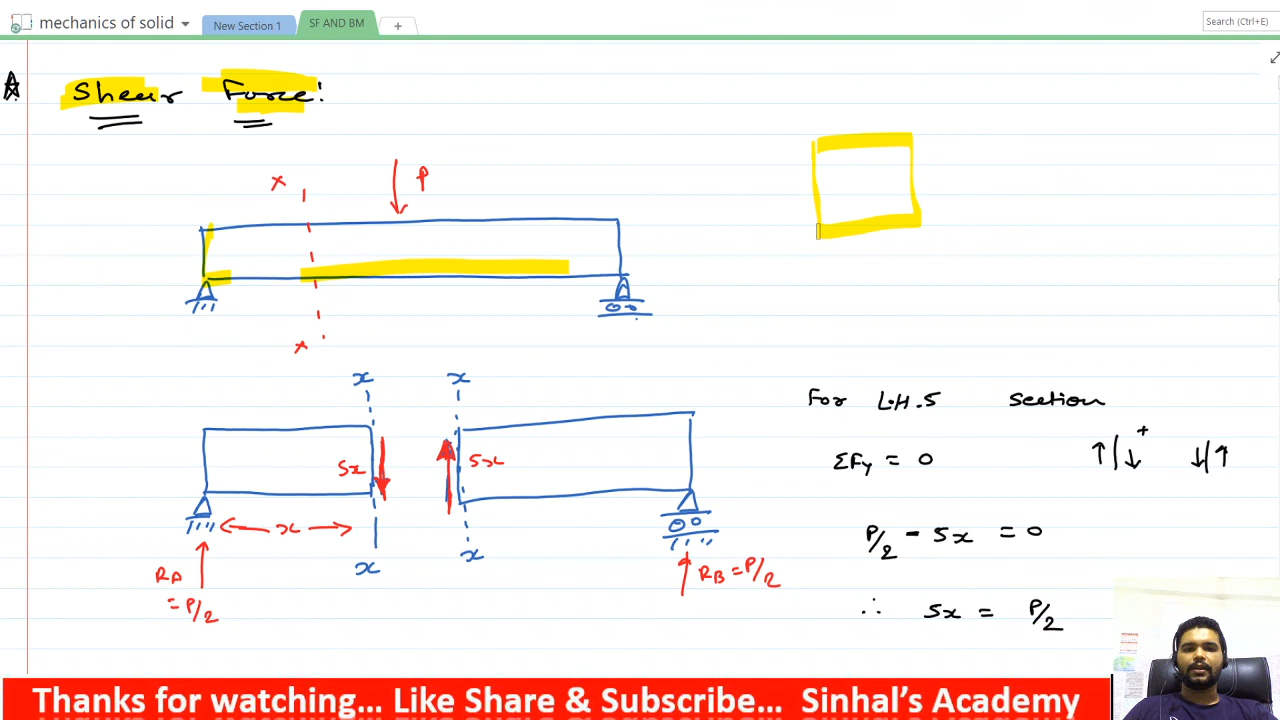 mechanics of solid
New Section 1
SF AND BM
+
Search (Ctrl+E)
Shear Force:
x
P
x
x x
Sx Sx
x
x x
RA
= P/2
RB = P/2
For L.H.S section
ΣFy = 0
↑|↓ + ↓|↑
P/2 - Sx = 0
∴ Sx = P/2
Thanks for watching... Like Share & Subscribe... Sinhal's Academy